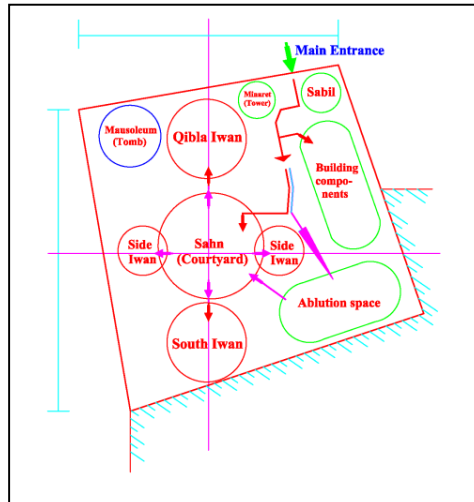 Main Entrance
Minaret
(Tower)
Sabil
Mausoleum
(Tomb)
Qibla Iwan
Building
compo-
nents
Side
Iwan
Sahn
(Courtyard)
Side
Iwan
Ablution space
South Iwan